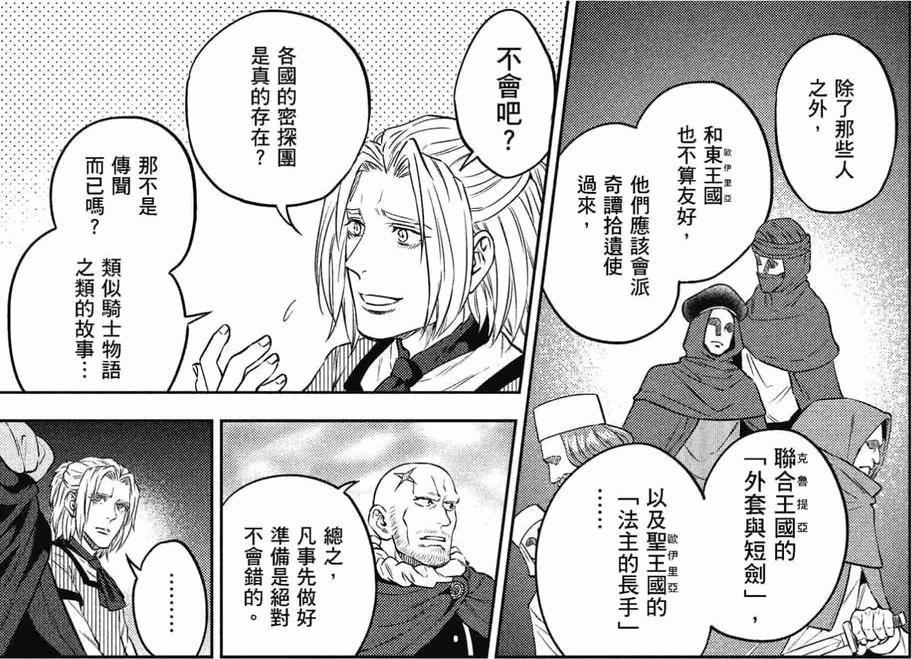 除了那些人
之外，
歐伊里亞
和東王國
也不算友好，
他們應該會派
奇譚拾遺使
過來，
克魯提亞
聯合王國的
「外套與短劍」，
歐伊里亞
以及聖王國的
「法主的長手」
……
不會吧？
各國的密探團
是真的存在？
那不是
傳聞
而已嗎？
類似騎士物語
之類的故事…
總之，
凡事先做好
準備是絕對
不會錯的。
………